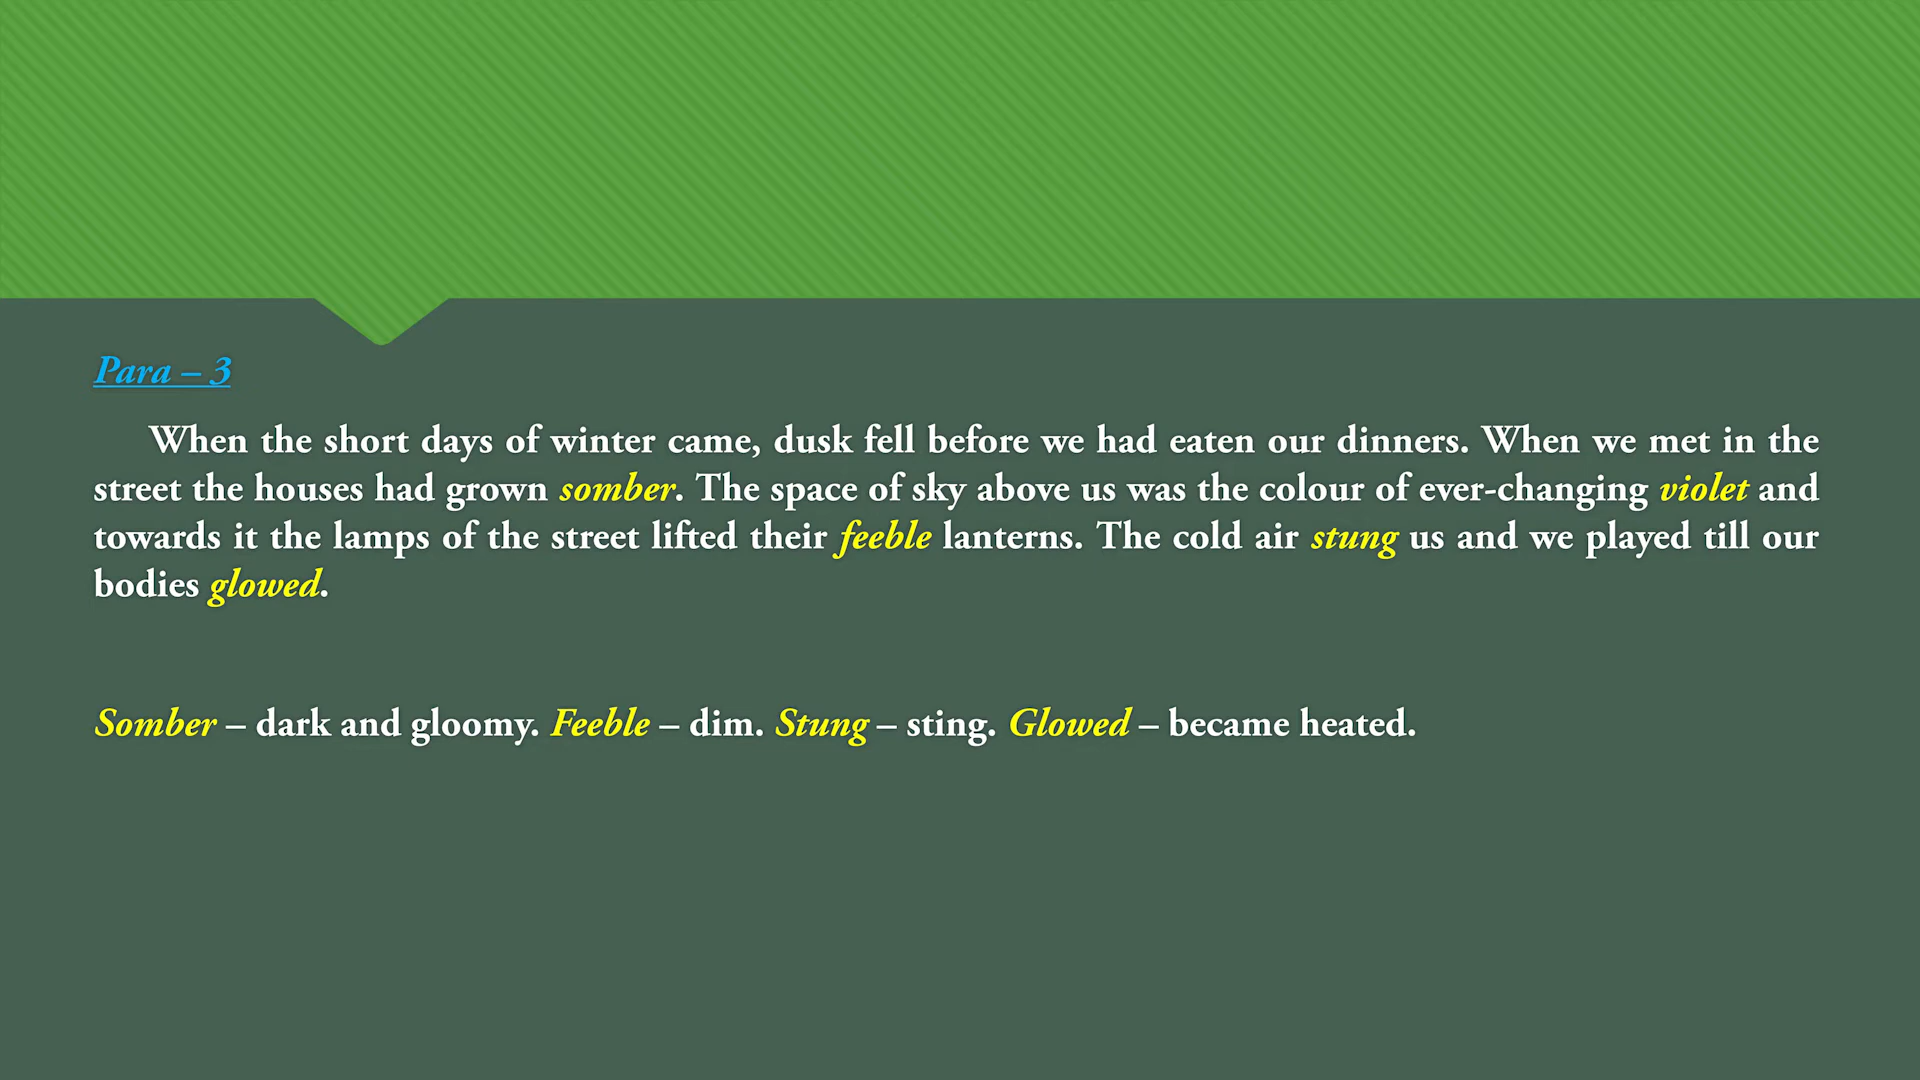 Para – 3
When the short days of winter came, dusk fell before we had eaten our dinners. When we met in the
street the houses had grown somber. The space of sky above us was the colour of ever-changing violet and
towards it the lamps of the street lifted their feeble lanterns. The cold air stung us and we played till our
bodies glowed.
Somber – dark and gloomy. Feeble – dim. Stung – sting. Glowed – became heated.